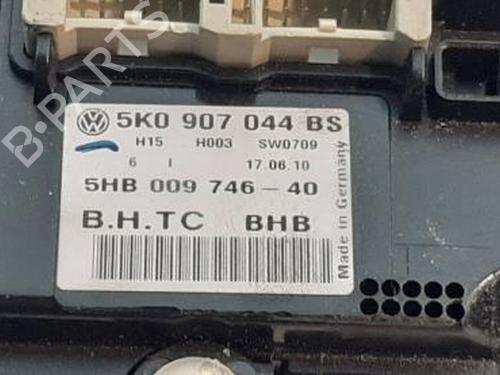 B-PARTS
5K0 907 044 BS
H15 H003 SW0709
6 I 17.06.10
5HB 009 746-40
B.H.TC BHB
Made in Germany